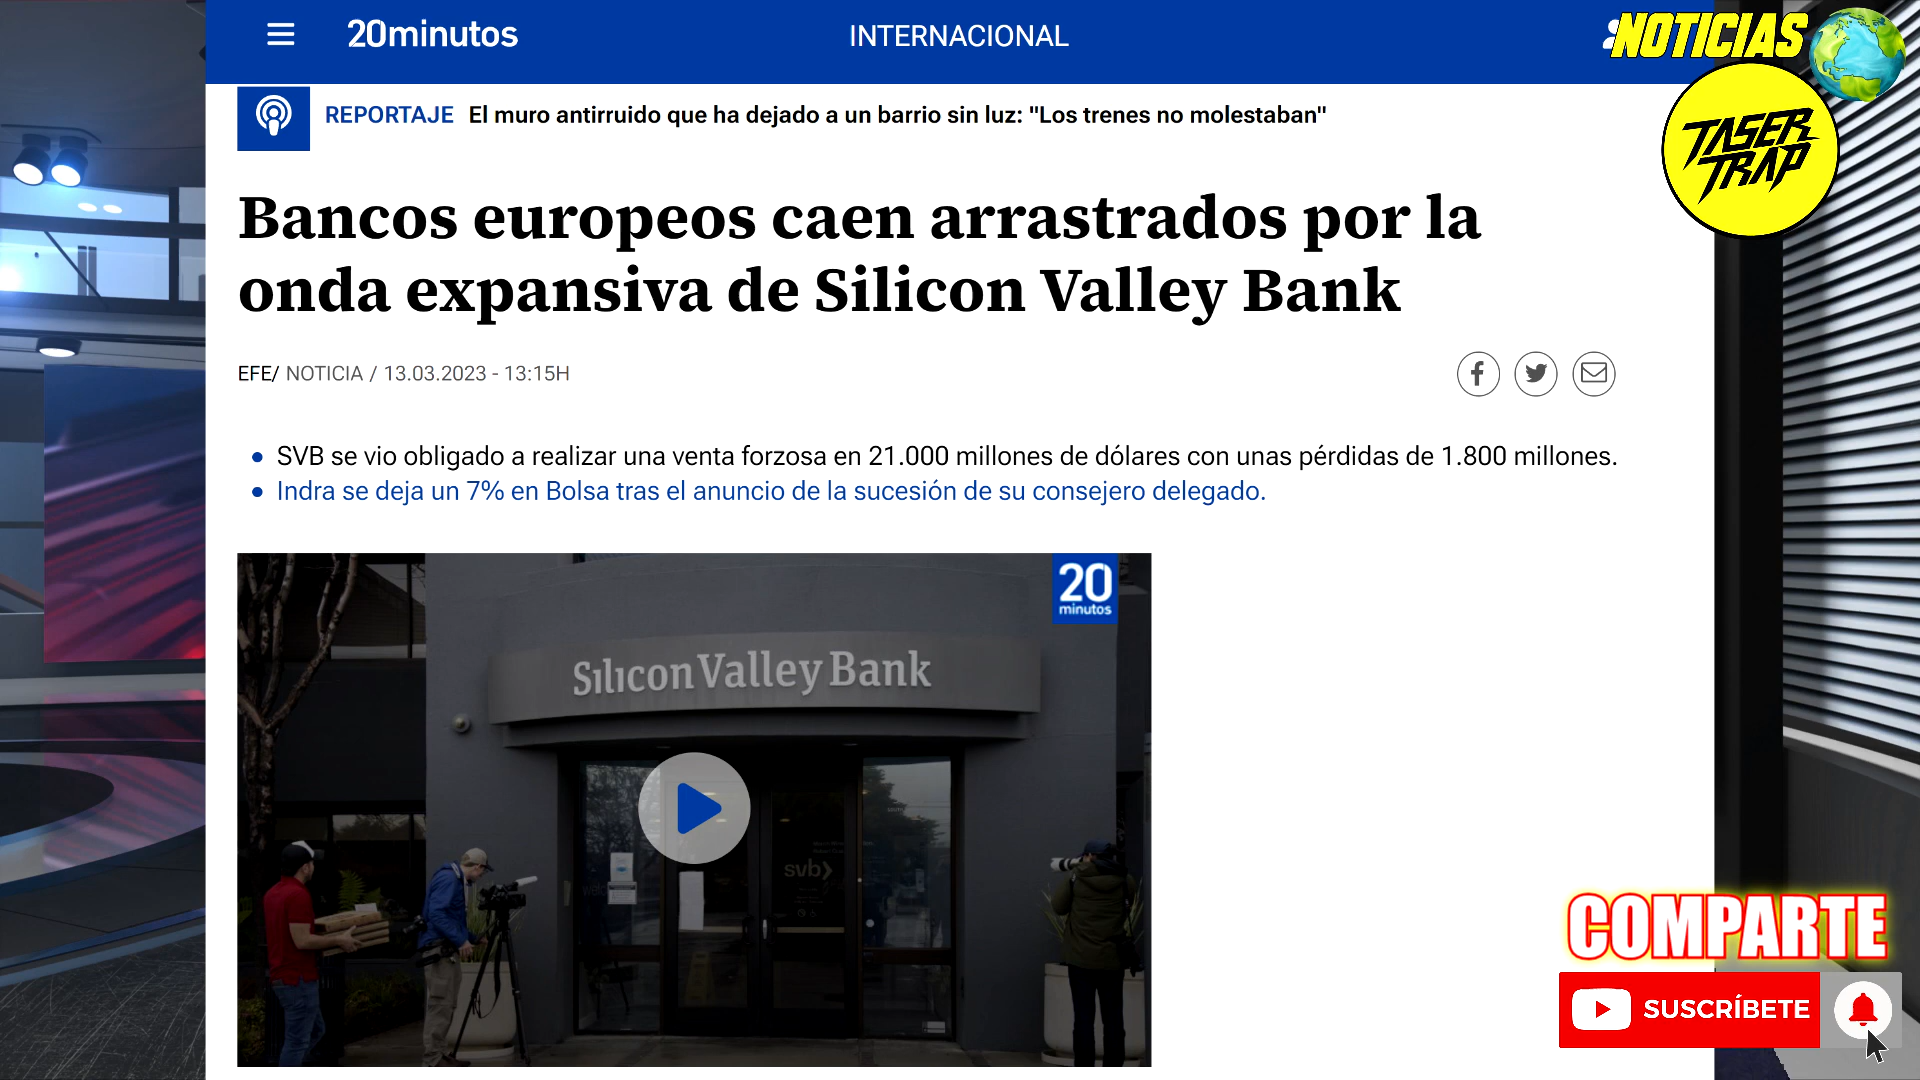 20minutos
INTERNACIONAL
NOTICIAS
TASER
TRAP
REPORTAJE El muro antirruido que ha dejado a un barrio sin luz: "Los trenes no molestaban"
Bancos europeos caen arrastrados por la
onda expansiva de Silicon Valley Bank
EFE/ NOTICIA / 13.03.2023 - 13:15H
SVB se vio obligado a realizar una venta forzosa en 21.000 millones de dólares con unas pérdidas de 1.800 millones.
Indra se deja un 7% en Bolsa tras el anuncio de la sucesión de su consejero delegado.
20
minutos
Silicon Valley Bank
svb
COMPARTE
SUSCRÍBETE